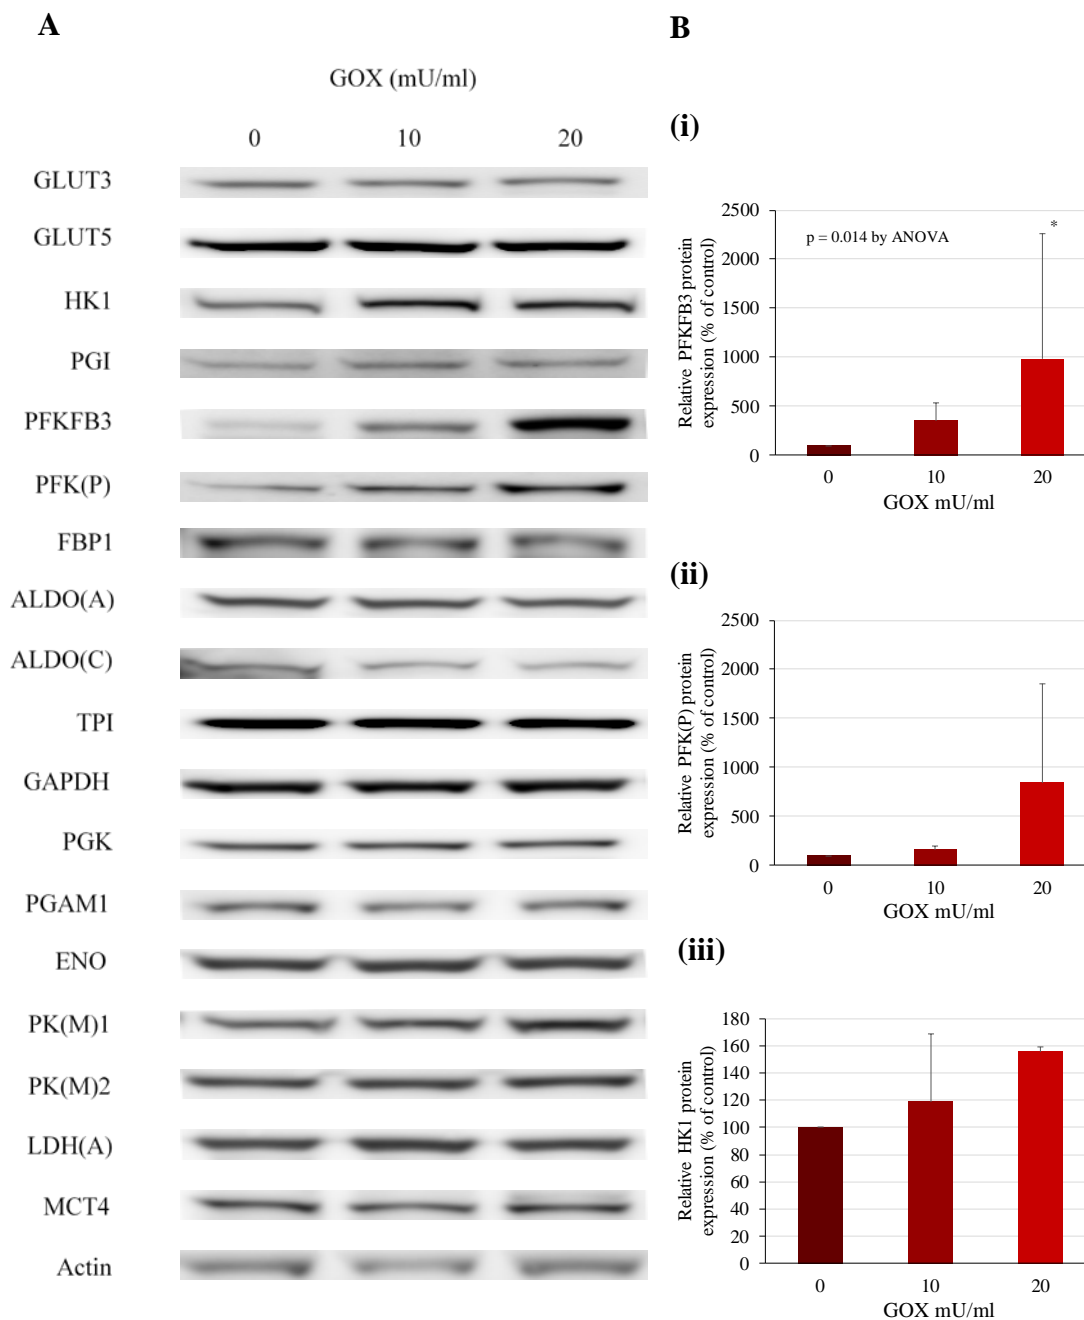 A
GOX (mU/ml)
0 10 20
GLUT3
GLUT5
HK1
PGI
PFKFB3
PFK(P)
FBP1
ALDO(A)
ALDO(C)
TPI
GAPDH
PGK
PGAM1
ENO
PK(M)1
PK(M)2
LDH(A)
MCT4
Actin
B
(i)
Relative PFKFB3 protein
expression (% of control)
2500
2000
1500
1000
500
0
p = 0.014 by ANOVA
*
0 10 20
GOX mU/ml
(ii)
Relative PFK(P) protein
expression (% of control)
2500
2000
1500
1000
500
0
0 10 20
GOX mU/ml
(iii)
Relative HK1 protein
expression (% of control)
180
160
140
120
100
80
60
40
20
0
0 10 20
GOX mU/ml